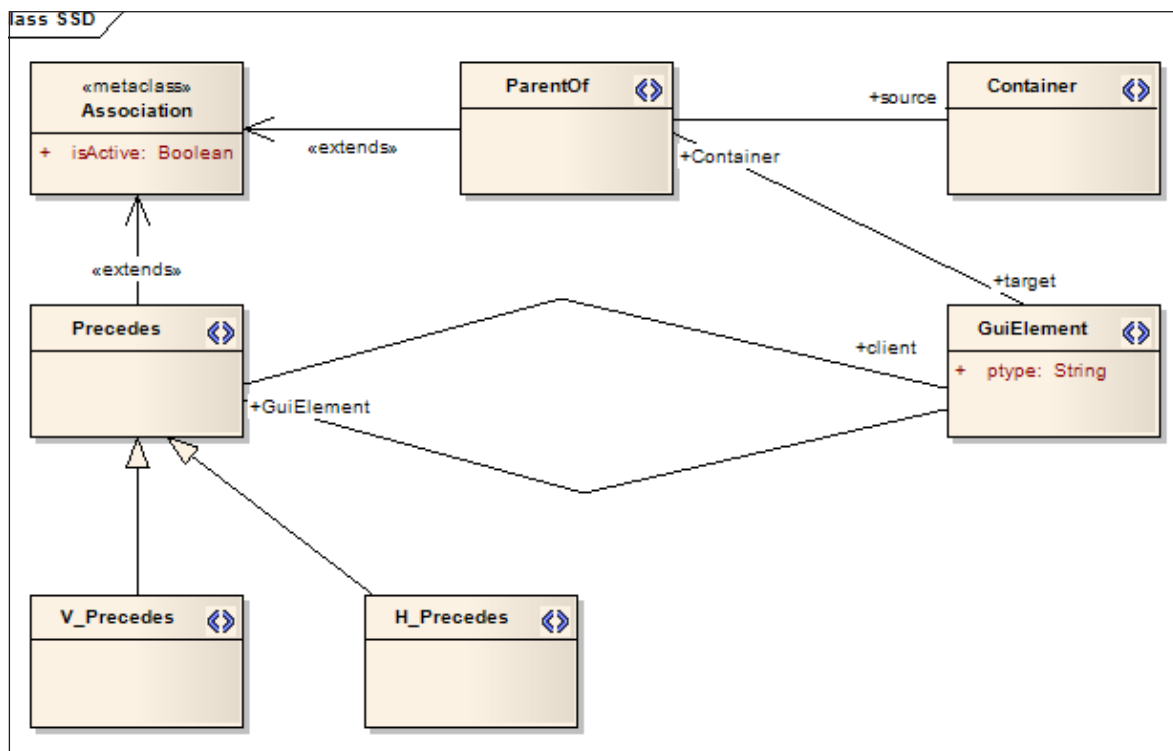 lass SSD
«metaclass»
Association
+ isActive: Boolean
ParentOf
Container
+source
«extends»
+Container
«extends»
+target
Precedes
GuiElement
+client
+ ptype: String
+GuiElement
V_Precedes
H_Precedes